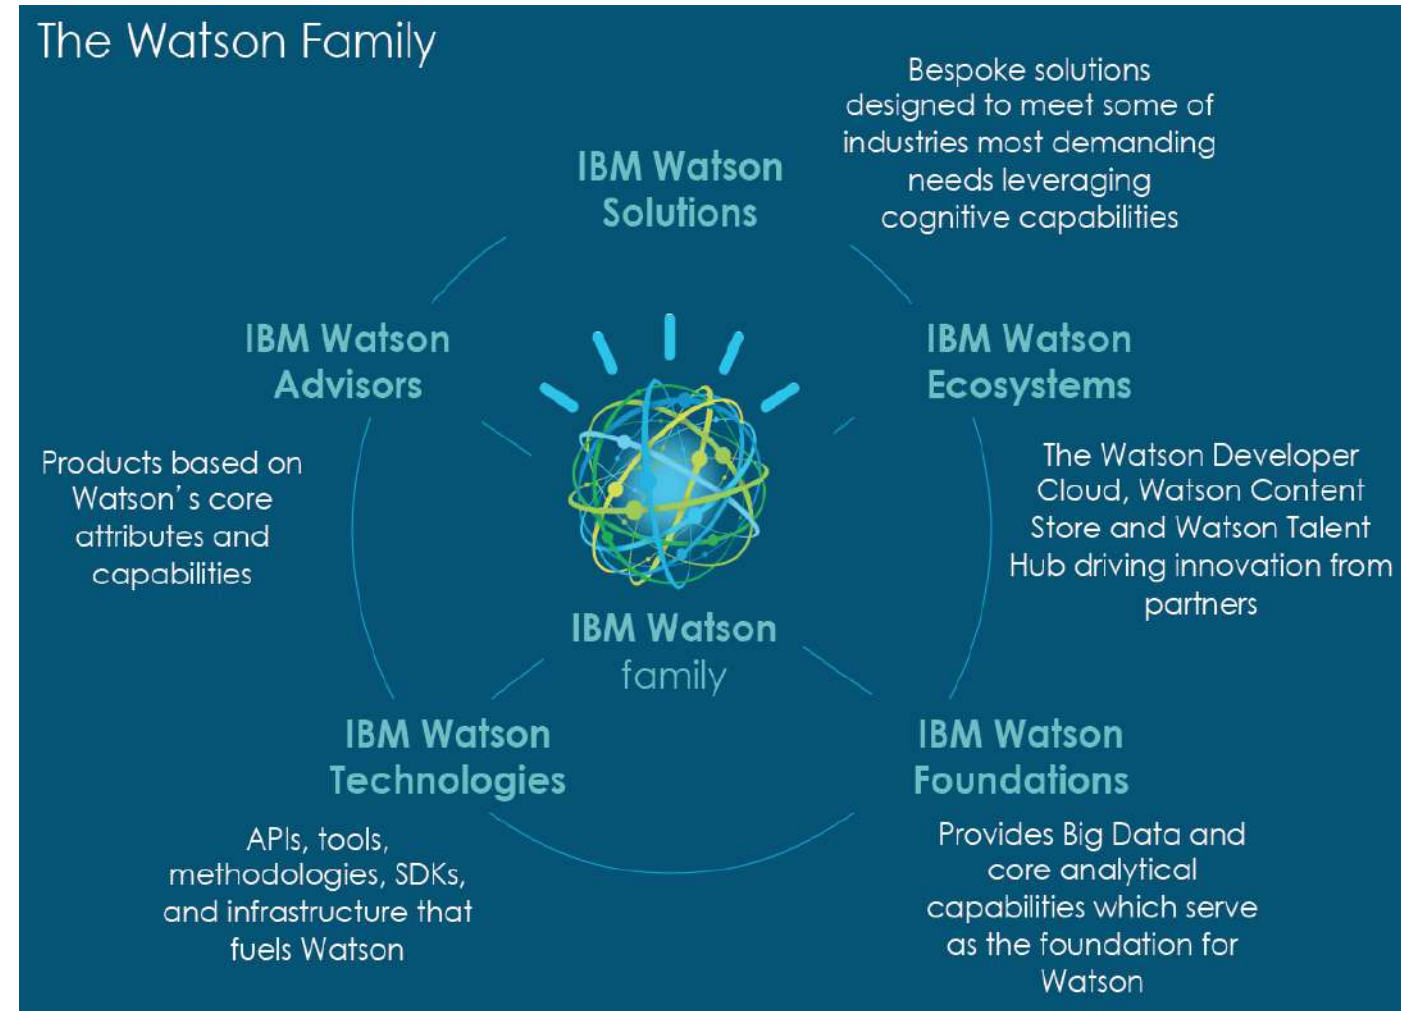 The Watson Family
Bespoke solutions
designed to meet some of
industries most demanding
needs leveraging
cognitive capabilities
IBM Watson
Solutions
IBM Watson
Advisors
IBM Watson
Ecosystems
Products based on
Watson's core
attributes and
capabilities
The Watson Developer
Cloud, Watson Content
Store and Watson Talent
Hub driving innovation from
partners
IBM Watson
family
IBM Watson
Technologies
IBM Watson
Foundations
APIs, tools,
methodologies, SDKs,
and infrastructure that
fuels Watson
Provides Big Data and
core analytical
capabilities which serve
as the foundation for
Watson